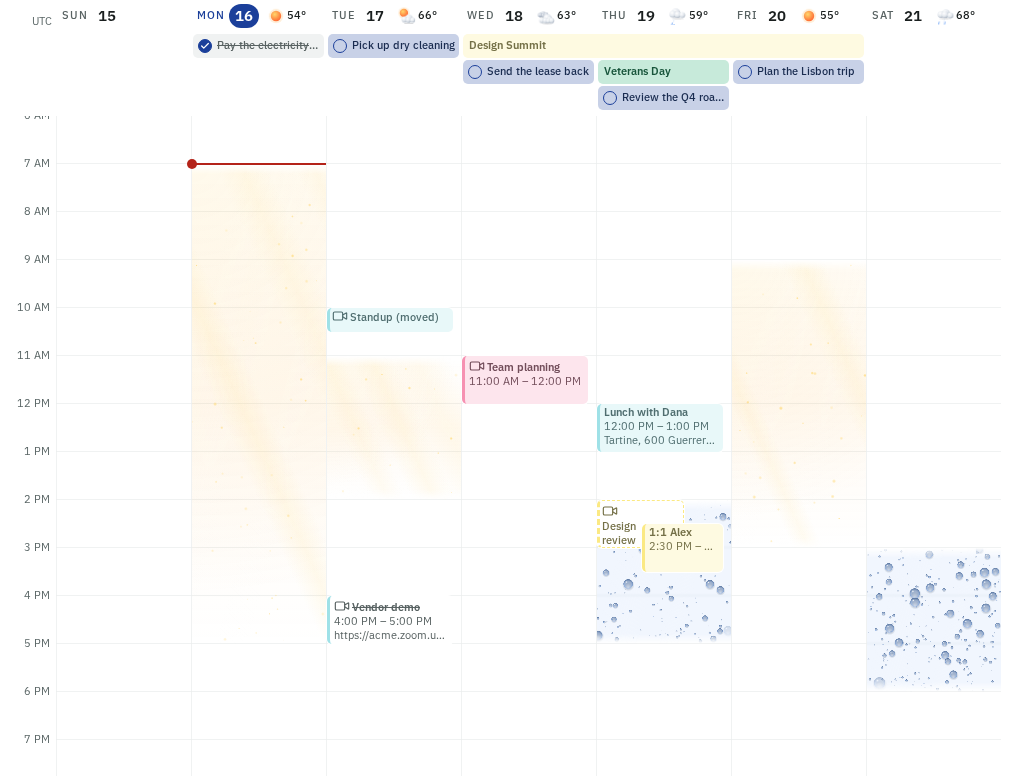 UTC
SUN 15
MON 16 54°
TUE 17 66°
WED 18 63°
THU 19 59°
FRI 20 55°
SAT 21 68°
Pay the electricity...
Pick up dry cleaning
Design Summit
Send the lease back
Veterans Day
Plan the Lisbon trip
Review the Q4 roa...
7 AM
8 AM
9 AM
10 AM
11 AM
12 PM
1 PM
2 PM
3 PM
4 PM
5 PM
6 PM
7 PM
Standup (moved)
Vendor demo
4:00 PM – 5:00 PM
https://acme.zoom.u...
Team planning
11:00 AM – 12:00 PM
Lunch with Dana
12:00 PM – 1:00 PM
Tartine, 600 Guerrer...
Design
review
1:1 Alex
2:30 PM – ...